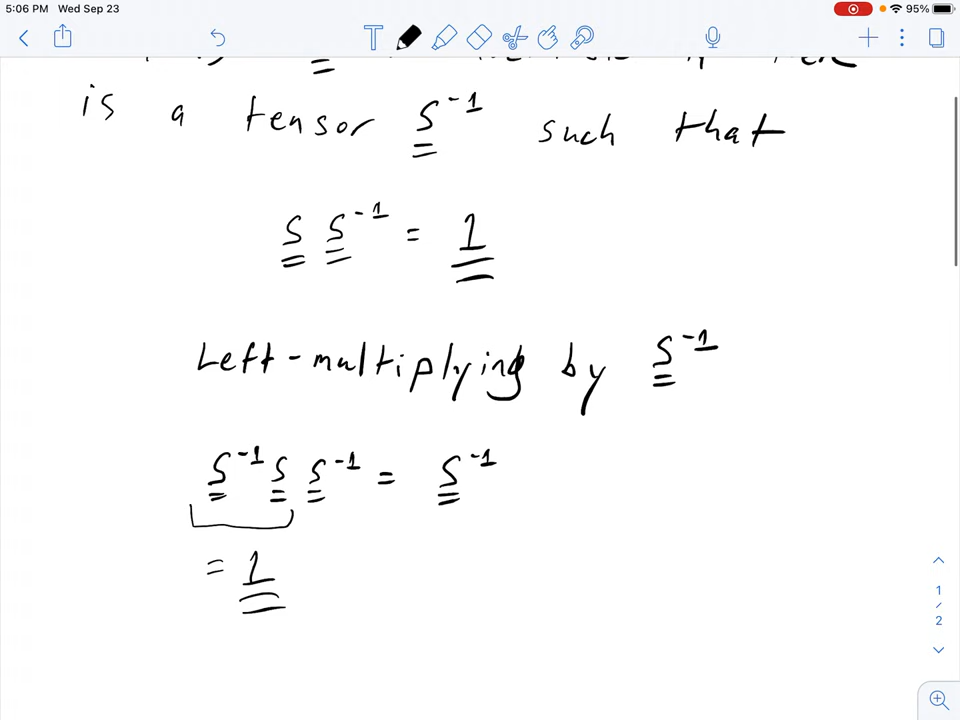 5:06 PM Wed Sep 23
95%
is a tensor S⁻¹ such that
S S⁻¹ = 1
Left-multiplying by S⁻¹
S⁻¹ S S⁻¹ = S⁻¹
= 1
1/2